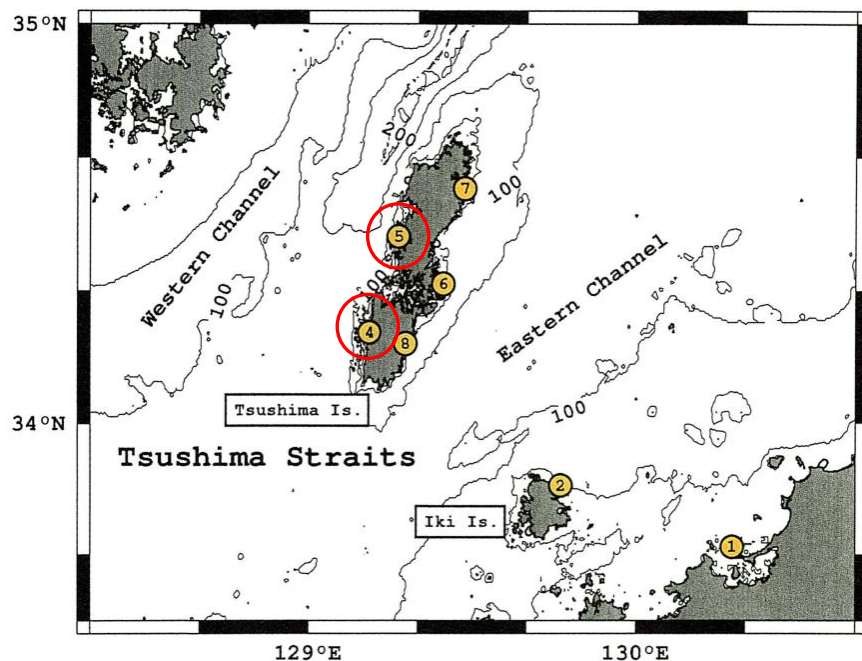 35°N
200
7
100
5
Western Channel
100
6
100
Eastern Channel
4
8
Tsushima Is.
34°N
100
Tsushima Straits
2
Iki Is.
1
129°E
130°E